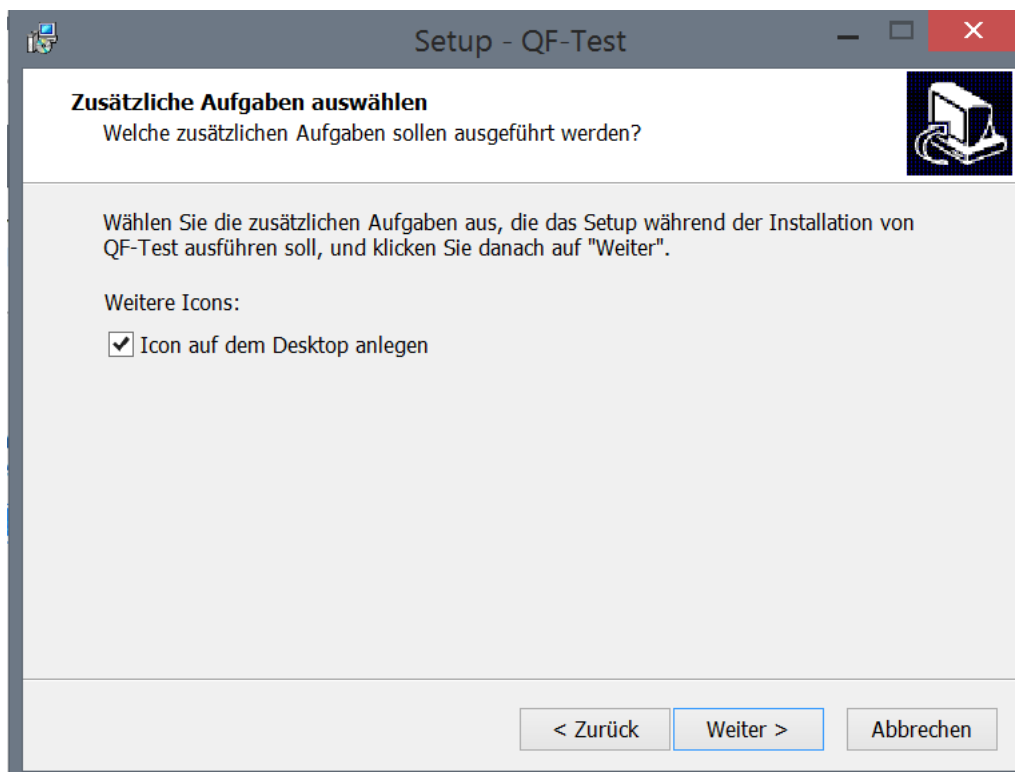 Setup - QF-Test
Zusätzliche Aufgaben auswählen
Welche zusätzlichen Aufgaben sollen ausgeführt werden?
Wählen Sie die zusätzlichen Aufgaben aus, die das Setup während der Installation von
QF-Test ausführen soll, und klicken Sie danach auf "Weiter".
Weitere Icons:
Icon auf dem Desktop anlegen
< Zurück
Weiter >
Abbrechen